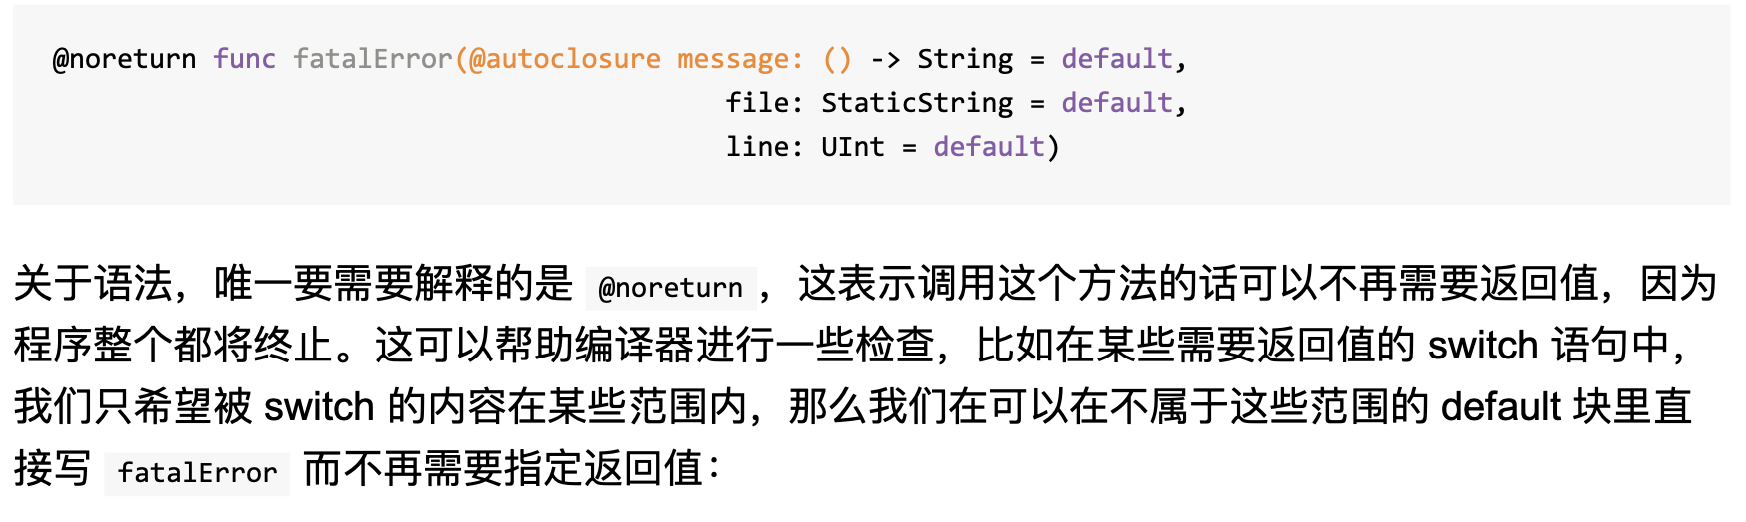 @noreturn func fatalError(@autoclosure message: () -> String = default,
file: StaticString = default,
line: UInt = default)
关于语法，唯一要需要解释的是 @noreturn ，这表示调用这个方法的话可以不再需要返回值，因为
程序整个都将终止。这可以帮助编译器进行一些检查，比如在某些需要返回值的 switch 语句中，
我们只希望被 switch 的内容在某些范围内，那么我们在可以在不属于这些范围的 default 块里直
接写 fatalError 而不再需要指定返回值：